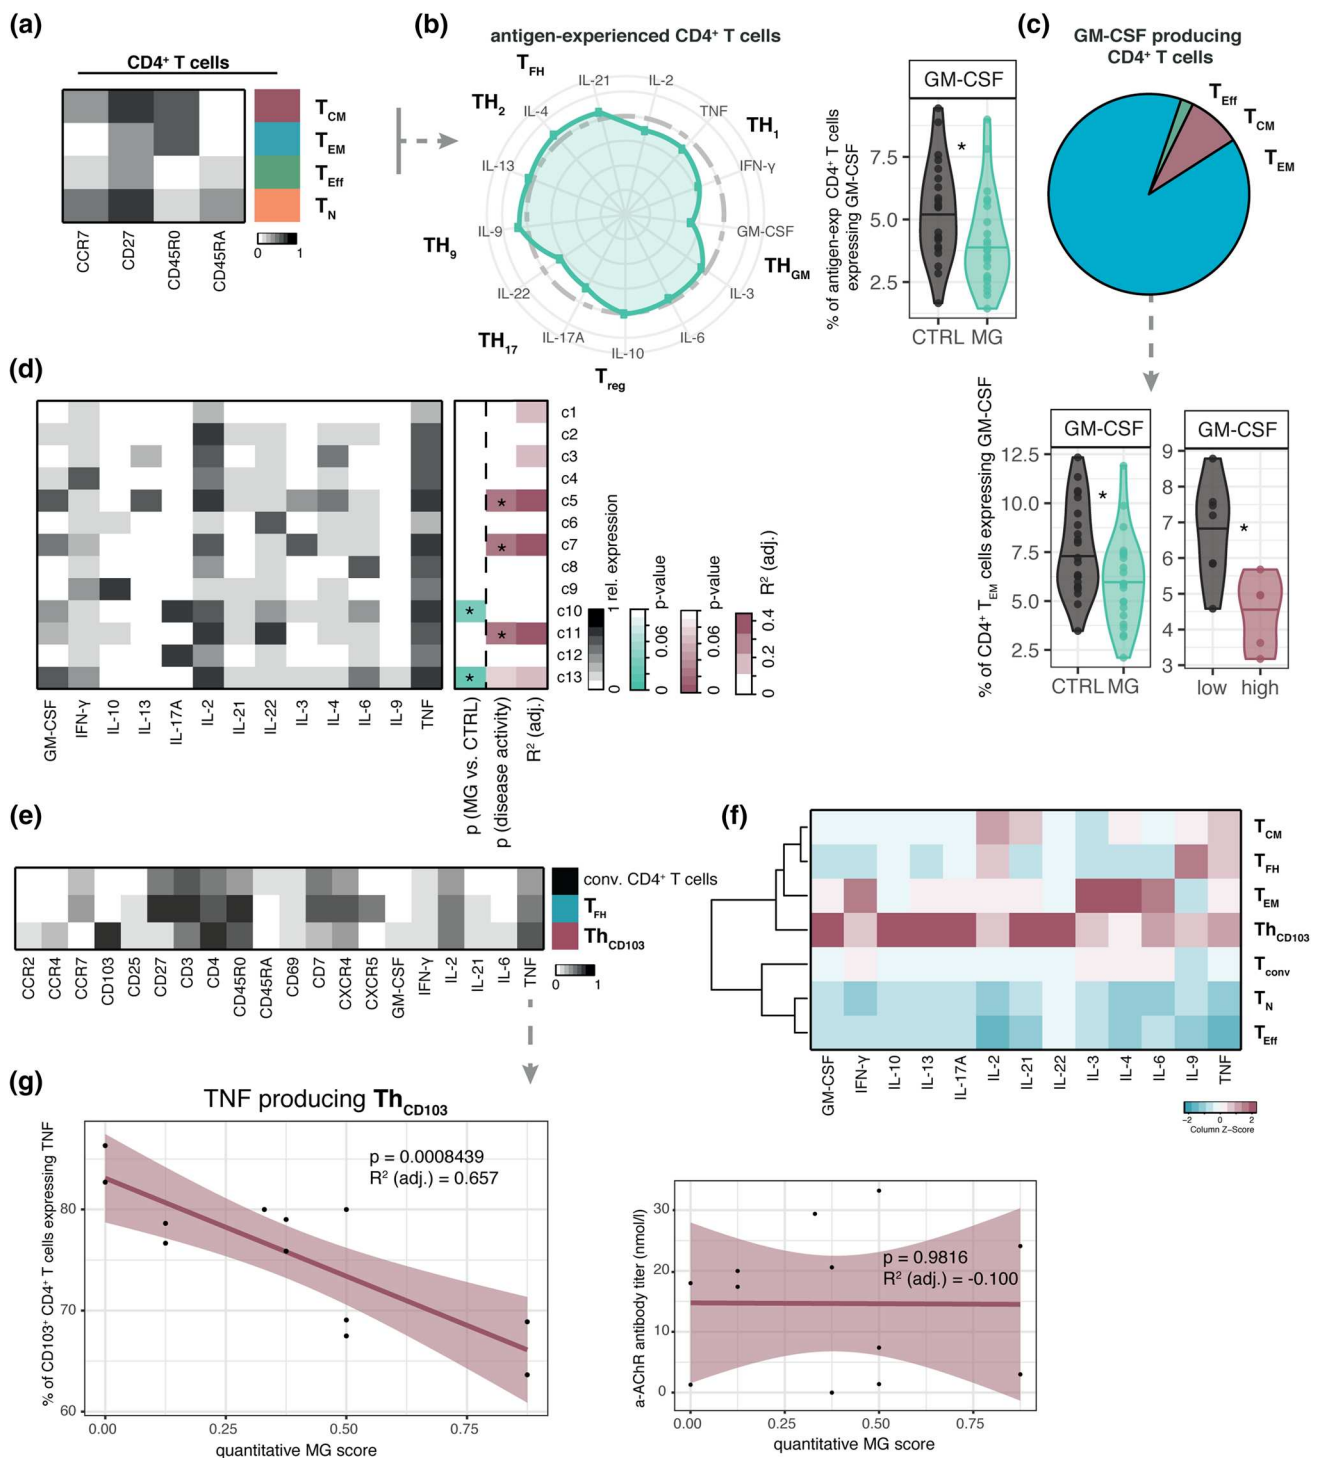 (a)
CD4⁺ T cells
T_CM
T_EM
T_Eff
T_N
0 1
CCR7
CD27
CD45R0
CD45RA
(b)
antigen-experienced CD4⁺ T cells
T_FH
IL-21
IL-2
TH_2
IL-4
TNF
TH_1
IL-13
IFN-γ
IL-9
GM-CSF
TH_9
TH_GM
IL-22
IL-3
TH_17
IL-17A
IL-6
IL-10
T_reg
GM-CSF
% of antigen-exp CD4⁺ T cells
expressing GM-CSF
7.5
*
5.0
2.5
CTRL MG
(c)
GM-CSF producing
CD4⁺ T cells
T_Eff
T_CM
T_EM
% of CD4⁺ T_EM cells expressing GM-CSF
GM-CSF
12.5
10.0
7.5
5.0
2.5
*
CTRL MG
GM-CSF
9
8
7
6
5
4
3
*
low high
(d)
c1
c2
c3
c4
c5
*
c6
c7
*
c8
c9
c10
*
c11
*
c12
c13
*
GM-CSF
IFN-γ
IL-10
IL-13
IL-17A
IL-2
IL-21
IL-22
IL-3
IL-4
IL-6
IL-9
TNF
p (MG vs. CTRL)
p (disease activity)
R² (adj.)
0 1 rel. expression
0 0.06 p-value
0 0.06 p-value
0 0.2 0.4 R² (adj.)
(e)
conv. CD4⁺ T cells
T_FH
Th_CD103
0 1
CCR2
CCR4
CCR7
CD103
CD25
CD27
CD3
CD4
CD45R0
CD45RA
CD69
CD7
CXCR4
CXCR5
GM-CSF
IFN-γ
IL-2
IL-21
IL-6
TNF
(f)
T_CM
T_FH
T_EM
Th_CD103
T_conv
T_N
T_Eff
GM-CSF
IFN-γ
IL-10
IL-13
IL-17A
IL-2
IL-21
IL-22
IL-3
IL-4
IL-6
IL-9
TNF
−2 0 2
Column Z-Score
(g)
TNF producing Th_CD103
% of CD103⁺ CD4⁺ T cells expressing TNF
p = 0.0008439
R² (adj.) = 0.657
80
70
60
0.00 0.25 0.50 0.75
quantitative MG score
a-AChR antibody titer (nmol/l)
30
20
10
0
p = 0.9816
R² (adj.) = -0.100
0.00 0.25 0.50 0.75
quantitative MG score